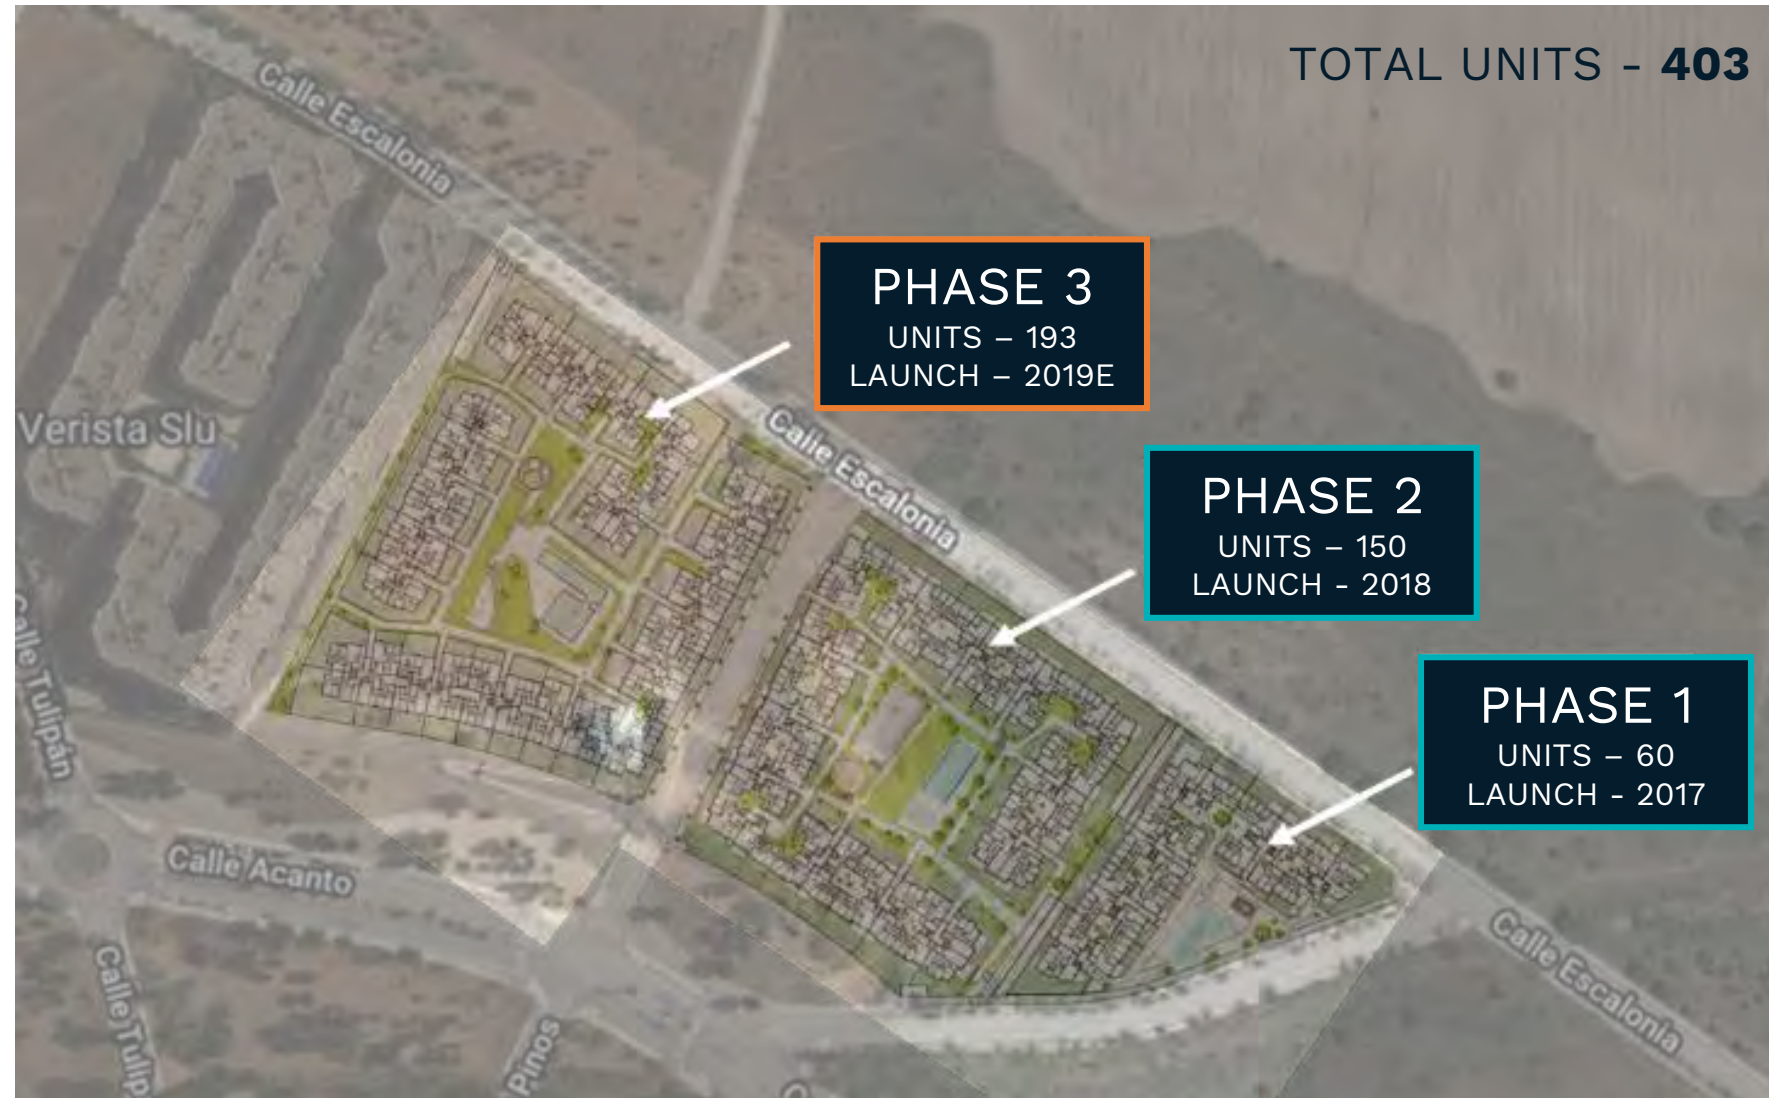 TOTAL UNITS - 403
Calle Escalonia
PHASE 3
UNITS – 193
LAUNCH – 2019E
Verista Slu
Calle Escalonia
PHASE 2
UNITS – 150
LAUNCH - 2018
Calle Tulipán
PHASE 1
UNITS – 60
LAUNCH - 2017
Calle Acanto
Calle Escalonia
Calle Tulip
Pinos